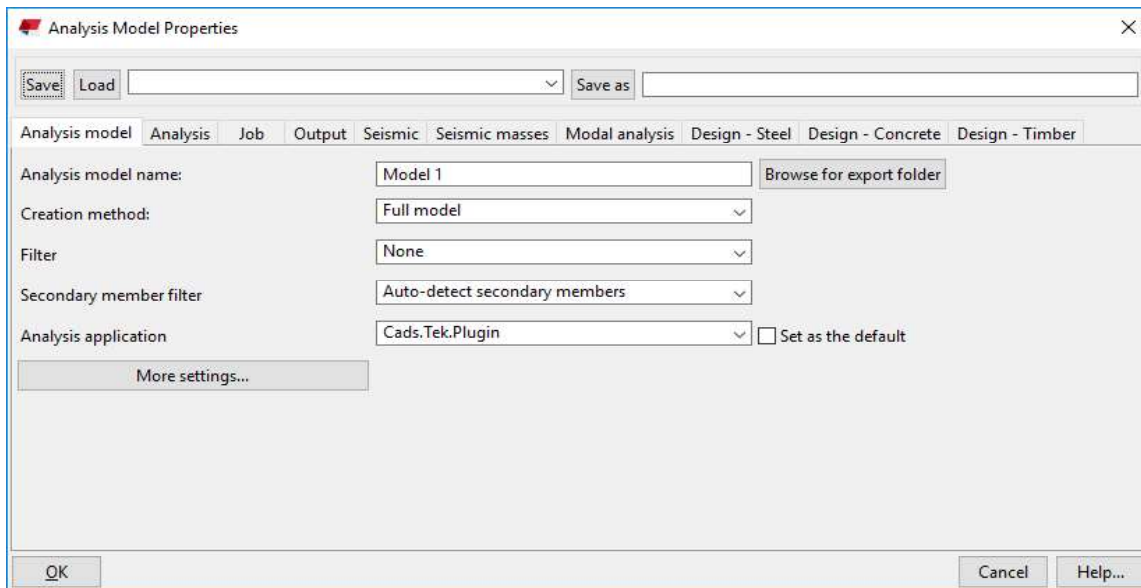 Analysis Model Properties
Save Load Save as
Analysis model Analysis Job Output Seismic Seismic masses Modal analysis Design - Steel Design - Concrete Design - Timber
Analysis model name: Model 1 Browse for export folder
Creation method: Full model
Filter None
Secondary member filter Auto-detect secondary members
Analysis application Cads.Tek.Plugin Set as the default
More settings...
OK Cancel Help...